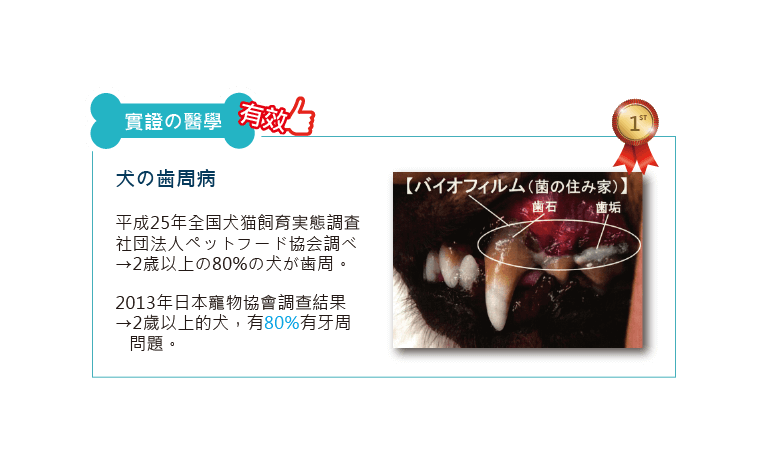 實證の醫學
有效
1ST
犬の歯周病
平成25年全国犬猫飼育実態調査
社団法人ペットフード協会調べ
→2歳以上の80%の犬が歯周。
2013年日本寵物協會調查結果
→2歳以上的犬，有80%有牙周
問題。
【バイオフィルム(菌の住み家)】
歯石
歯垢